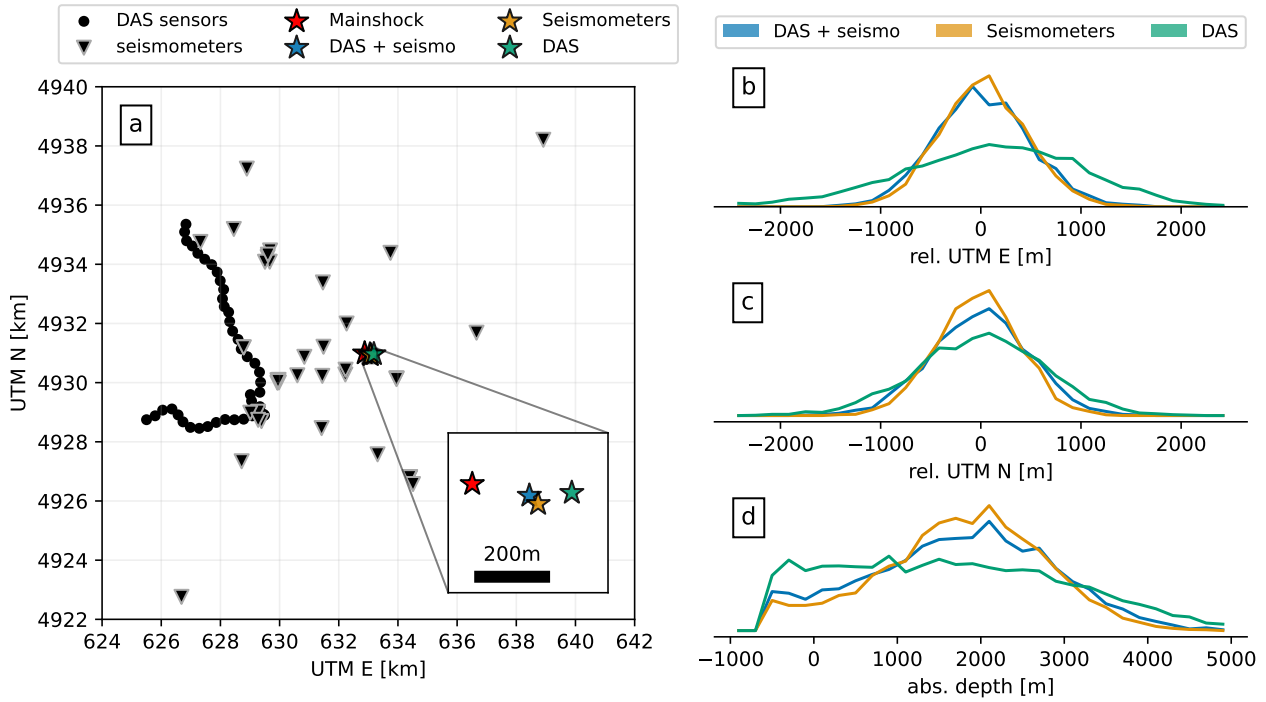 DAS sensors Mainshock Seismometers
seismometers DAS + seismo DAS
a
4940
4938
4936
4934
4932
4930
4928
4926
4924
4922
UTM N [km]
200m
624 626 628 630 632 634 636 638 640 642
UTM E [km]
DAS + seismo Seismometers DAS
b
−2000 −1000 0 1000 2000
rel. UTM E [m]
c
−2000 −1000 0 1000 2000
rel. UTM N [m]
d
−1000 0 1000 2000 3000 4000 5000
abs. depth [m]